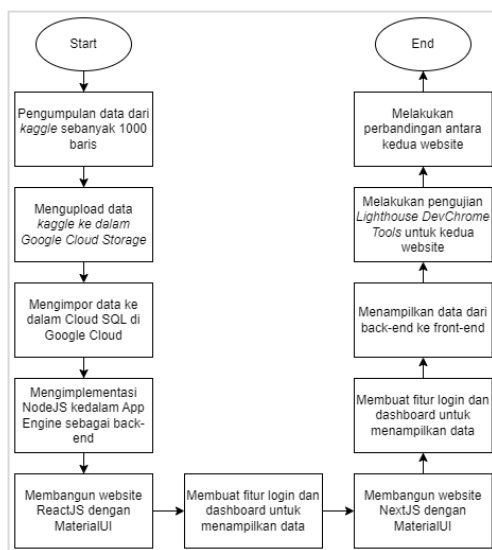 Start
Pengumpulan data dari
kaggle sebanyak 1000
baris
Mengupload data
kaggle ke dalam
Google Cloud Storage
Mengimpor data ke
dalam Cloud SQL di
Google Cloud
Mengimplementasi
NodeJS kedalam App
Engine sebagai back-
end
Membangun website
ReactJS dengan
MaterialUI
Membuat fitur login dan
dashboard untuk
menampilkan data
Membangun website
NextJS dengan
MaterialUI
Membuat fitur login dan
dashboard untuk
menampilkan data
Menampilkan data dari
back-end ke front-end
Melakukan pengujian
Lighthouse DevChrome
Tools untuk kedua
website
Melakukan
perbandingan antara
kedua website
End